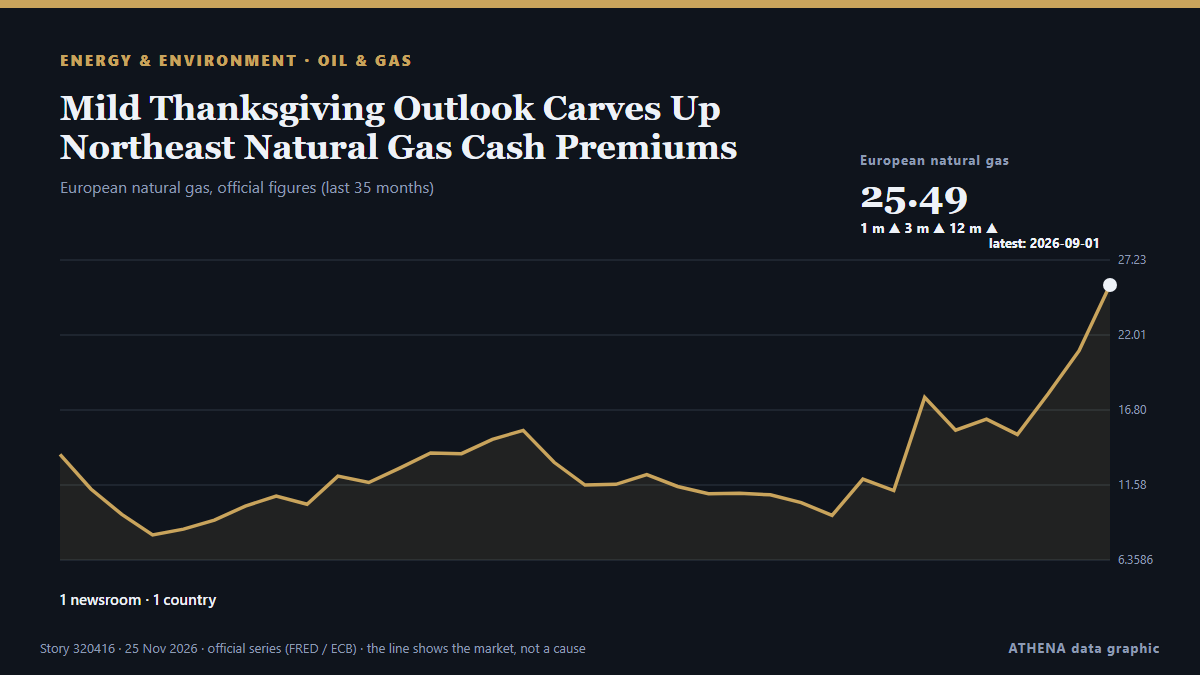 ENERGY & ENVIRONMENT · OIL & GAS
Mild Thanksgiving Outlook Carves Up
Northeast Natural Gas Cash Premiums
European natural gas, official figures (last 35 months)
European natural gas
25.49
1 m ▲ 3 m ▲ 12 m ▲
latest: 2026-09-01
27.23
22.01
16.80
11.58
6.3586
1 newsroom · 1 country
Story 320416 · 25 Nov 2026 · official series (FRED / ECB) · the line shows the market, not a cause
ATHENA data graphic